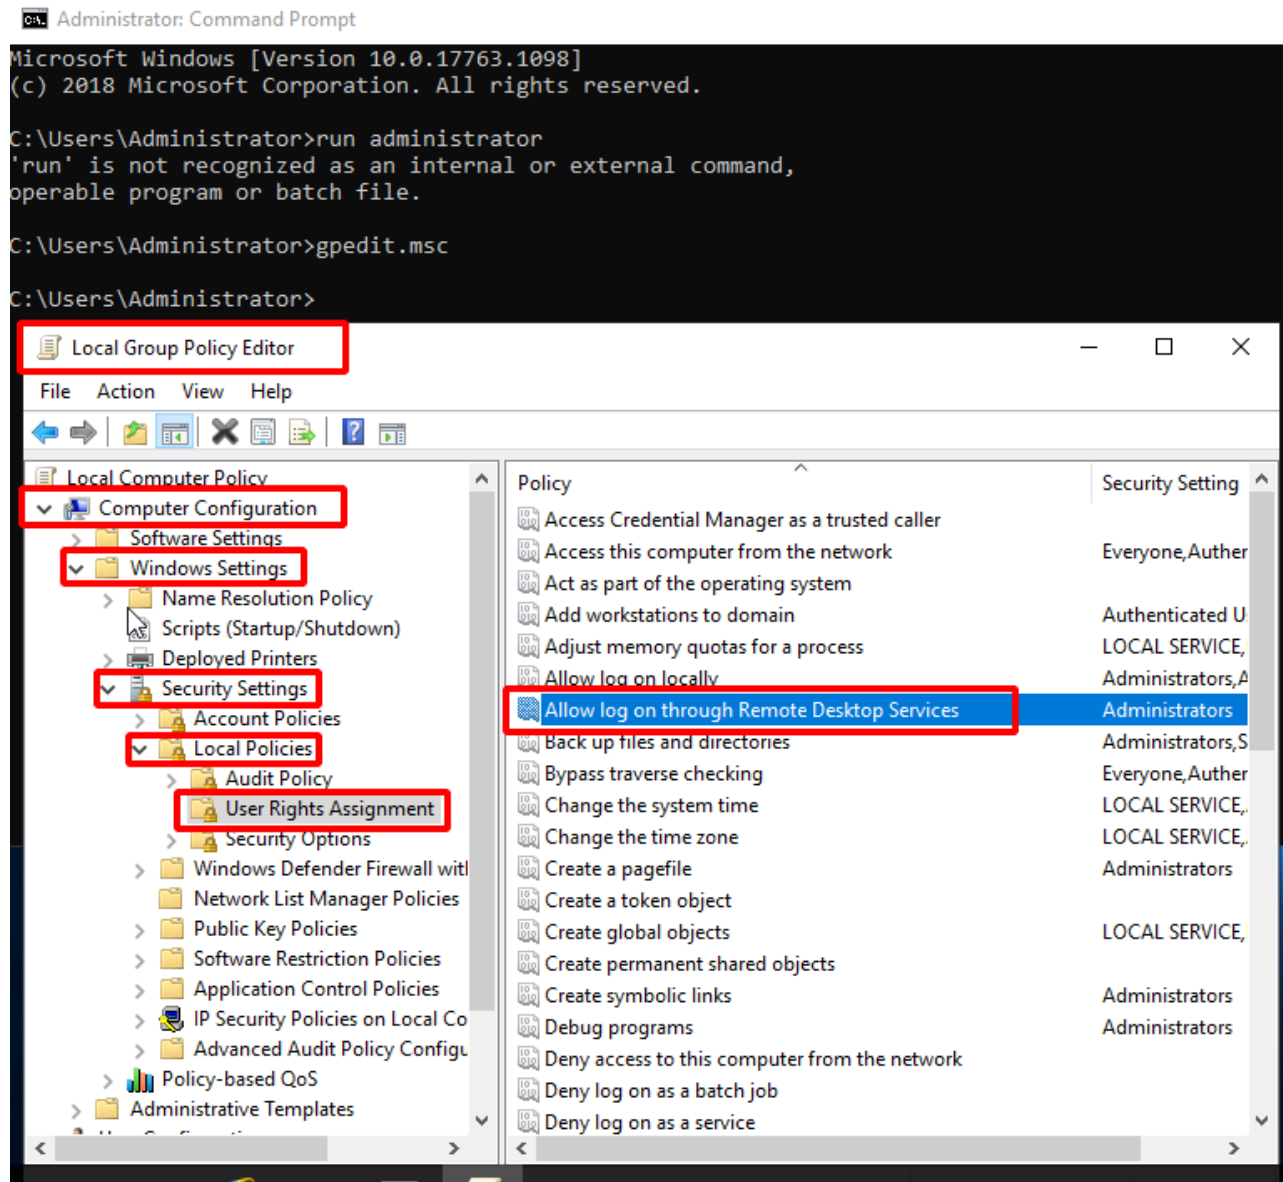 Administrator: Command Prompt
Microsoft Windows [Version 10.0.17763.1098]
(c) 2018 Microsoft Corporation. All rights reserved.
C:\Users\Administrator>run administrator
'run' is not recognized as an internal or external command,
operable program or batch file.
C:\Users\Administrator>gpedit.msc
C:\Users\Administrator>
Local Group Policy Editor
File Action View Help
Local Computer Policy
Computer Configuration
Software Settings
Windows Settings
Name Resolution Policy
Scripts (Startup/Shutdown)
Deployed Printers
Security Settings
Account Policies
Local Policies
Audit Policy
User Rights Assignment
Security Options
Windows Defender Firewall with
Network List Manager Policies
Public Key Policies
Software Restriction Policies
Application Control Policies
IP Security Policies on Local Co
Advanced Audit Policy Configu
Policy-based QoS
Administrative Templates
Policy Security Setting
Access Credential Manager as a trusted caller
Access this computer from the network Everyone,Auther
Act as part of the operating system
Add workstations to domain Authenticated U
Adjust memory quotas for a process LOCAL SERVICE,
Allow log on locally Administrators,A
Allow log on through Remote Desktop Services Administrators
Back up files and directories Administrators,S
Bypass traverse checking Everyone,Auther
Change the system time LOCAL SERVICE,
Change the time zone LOCAL SERVICE,
Create a pagefile Administrators
Create a token object
Create global objects LOCAL SERVICE,
Create permanent shared objects
Create symbolic links Administrators
Debug programs Administrators
Deny access to this computer from the network
Deny log on as a batch job
Deny log on as a service